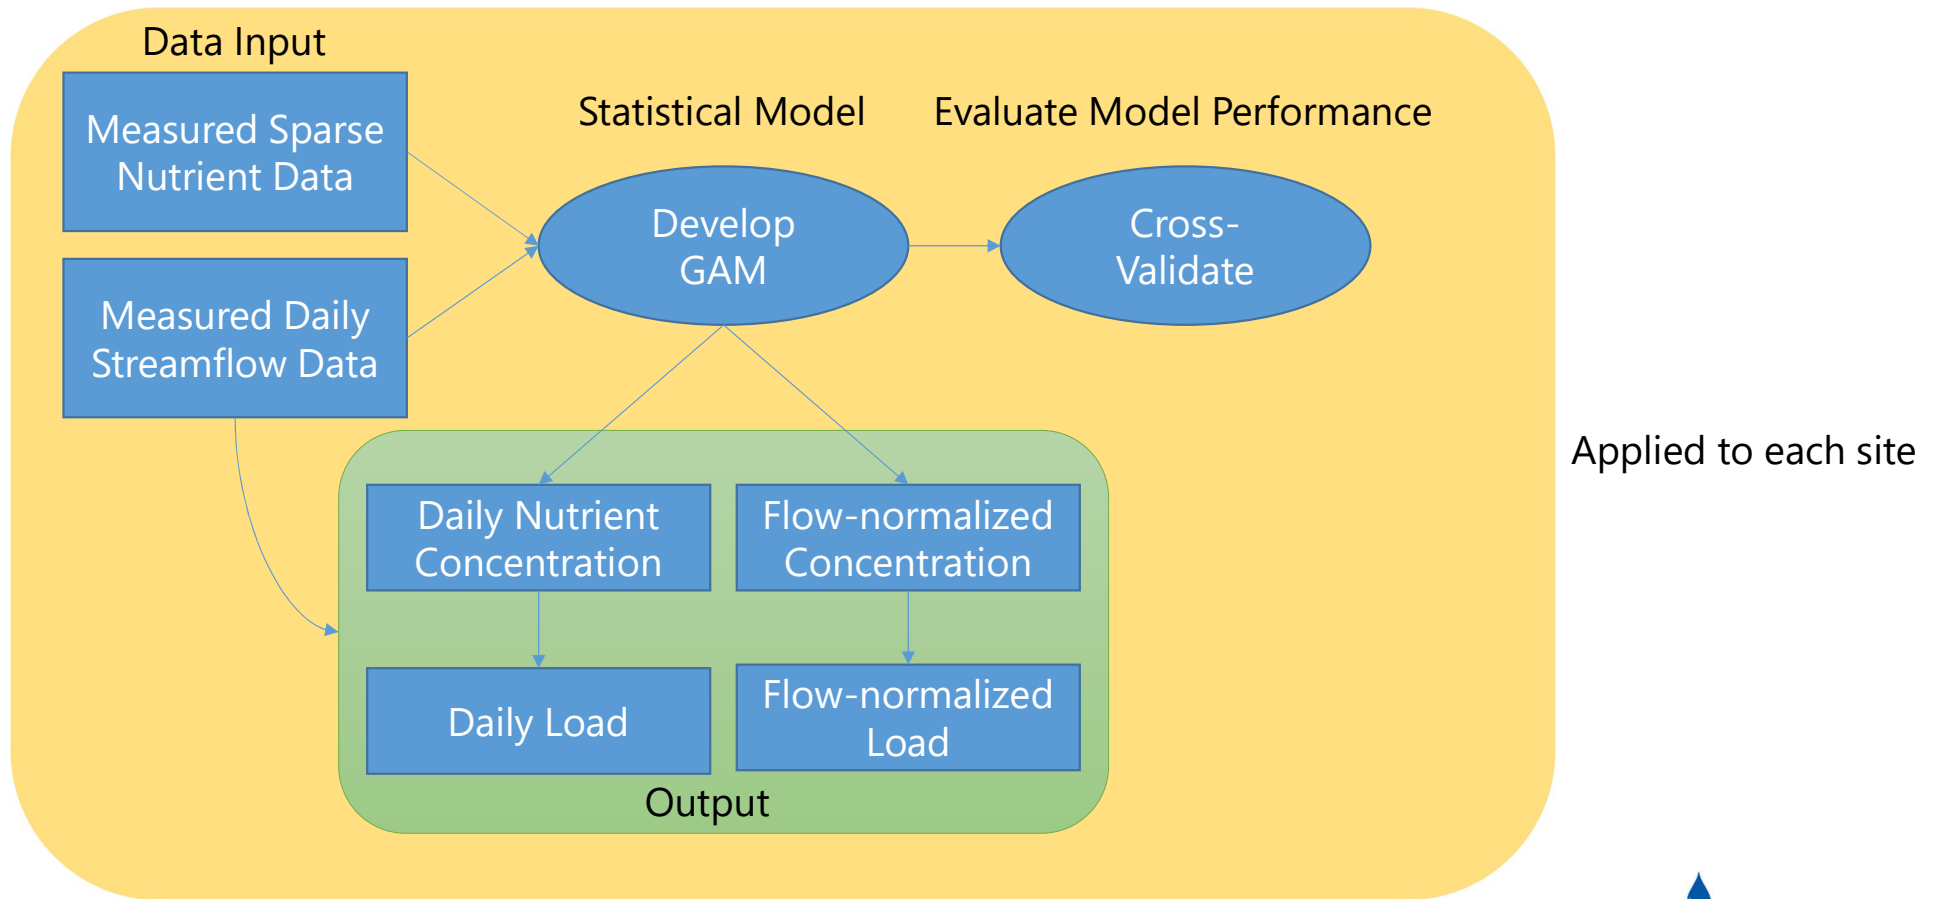 Data Input
Measured Sparse
Nutrient Data
Measured Daily
Streamflow Data
Statistical Model
Develop
GAM
Evaluate Model Performance
Cross-
Validate
Daily Nutrient
Concentration
Flow-normalized
Concentration
Daily Load
Flow-normalized
Load
Output
Applied to each site